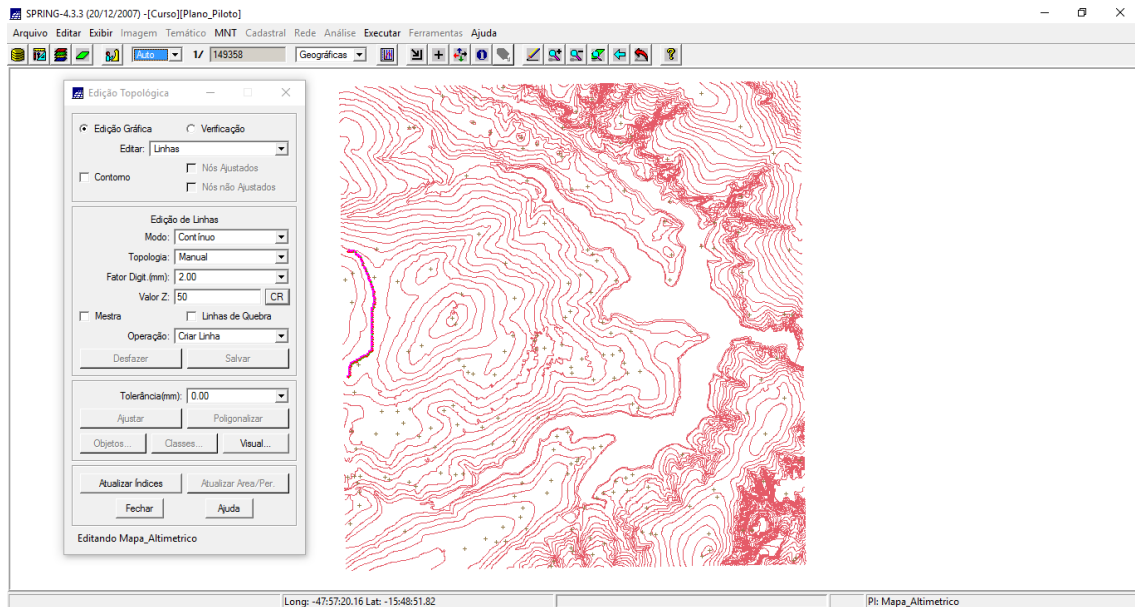 SPRING-4.3.3 (20/12/2007) -[Curso][Plano_Piloto]
Arquivo Editar Exibir Imagem Temático MNT Cadastral Rede Análise Executar Ferramentas Ajuda
Auto 1/ 149358 Geográficas
Edição Topológica
Edição Gráfica Verificação
Editar: Linhas
Contorno
Nós Ajustados
Nós não Ajustados
Edição de Linhas
Modo: Contínuo
Topologia: Manual
Fator Digit.(mm): 2.00
Valor Z: 50 CR
Mestra Linhas de Quebra
Operação: Criar Linha
Desfazer Salvar
Tolerância(mm): 0.00
Ajustar Poligonalizar
Objetos... Classes... Visual...
Atualizar Índices Atualizar Area/Per.
Fechar Ajuda
Editando Mapa_Altimetrico
Long: -47:57:20.16 Lat: -15:48:51.82 PI: Mapa_Altimetrico